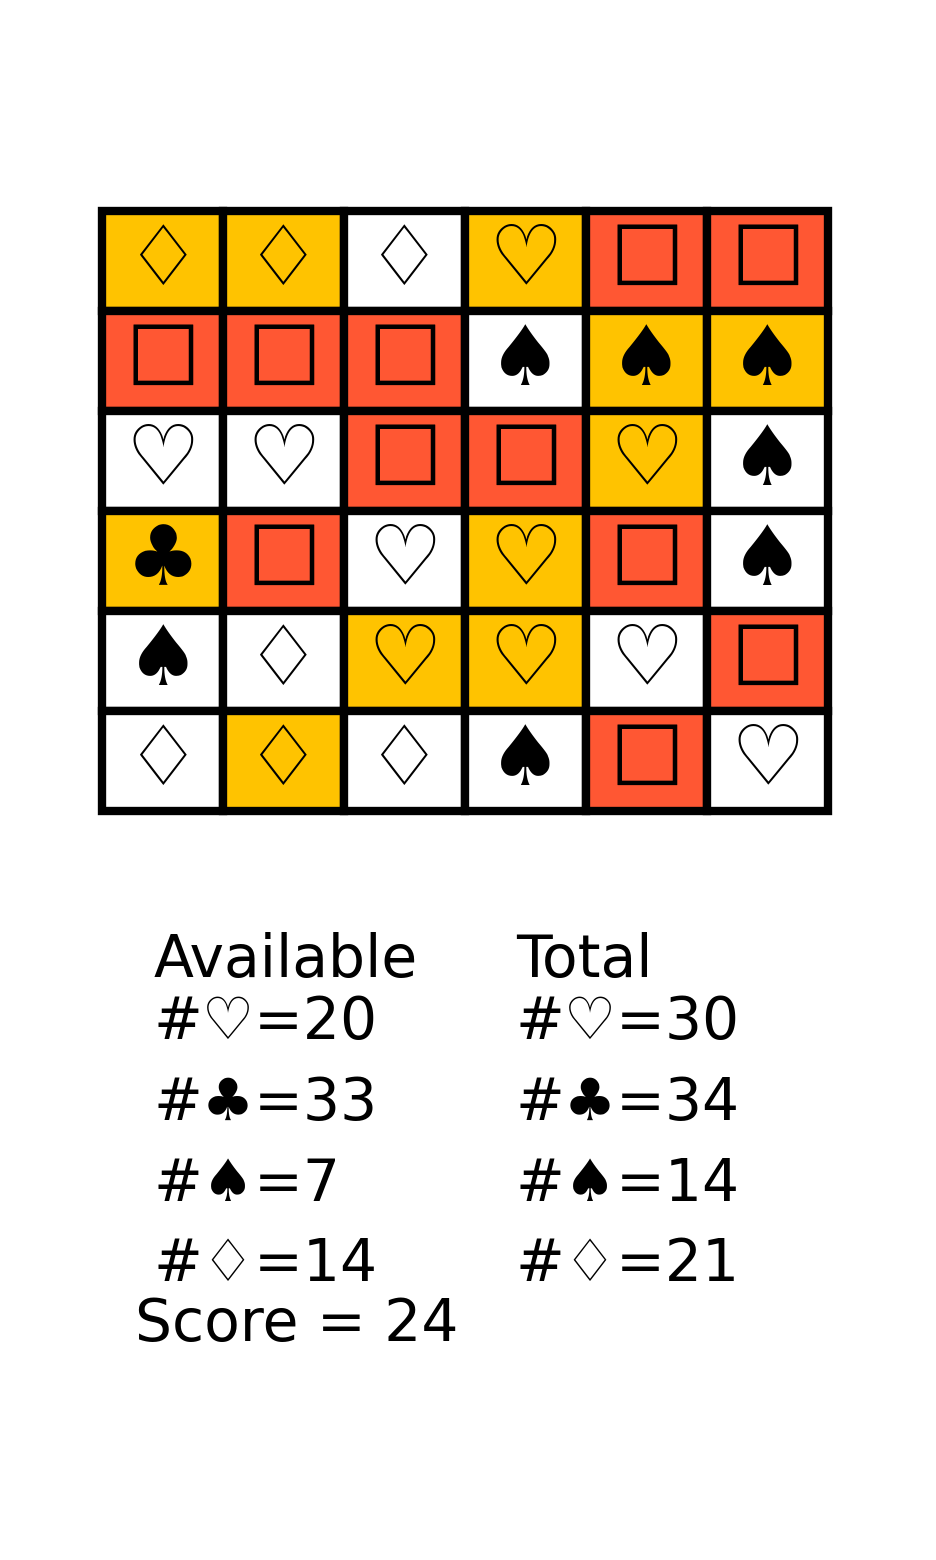 ♢ ♢ ♢ ♡ □ □
□ □ □ ♠ ♠ ♠
♡ ♡ □ □ ♡ ♠
♣ □ ♡ ♡ □ ♠
♠ ♢ ♡ ♡ ♡ □
♢ ♢ ♢ ♠ □ ♡
Available Total
#♡=20 #♡=30
#♣=33 #♣=34
#♠=7 #♠=14
#♢=14 #♢=21
Score = 24